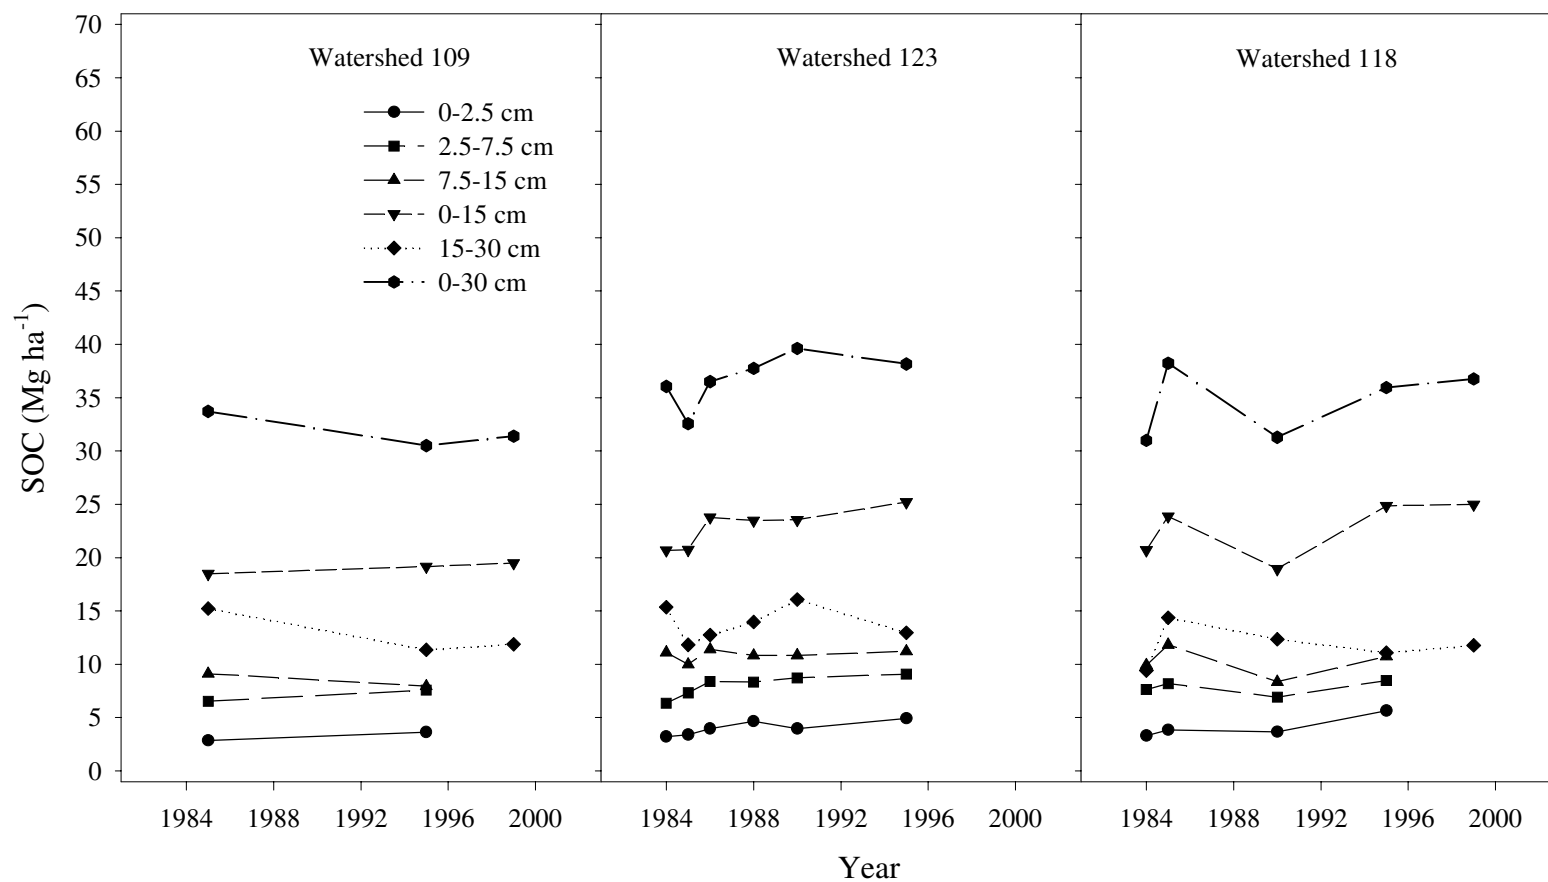 Watershed 109
Watershed 123
Watershed 118
0-2.5 cm
2.5-7.5 cm
7.5-15 cm
0-15 cm
15-30 cm
0-30 cm
SOC (Mg ha⁻¹)
70
65
60
55
50
45
40
35
30
25
20
15
10
5
0
1984 1988 1992 1996 2000
1984 1988 1992 1996 2000
1984 1988 1992 1996 2000
Year